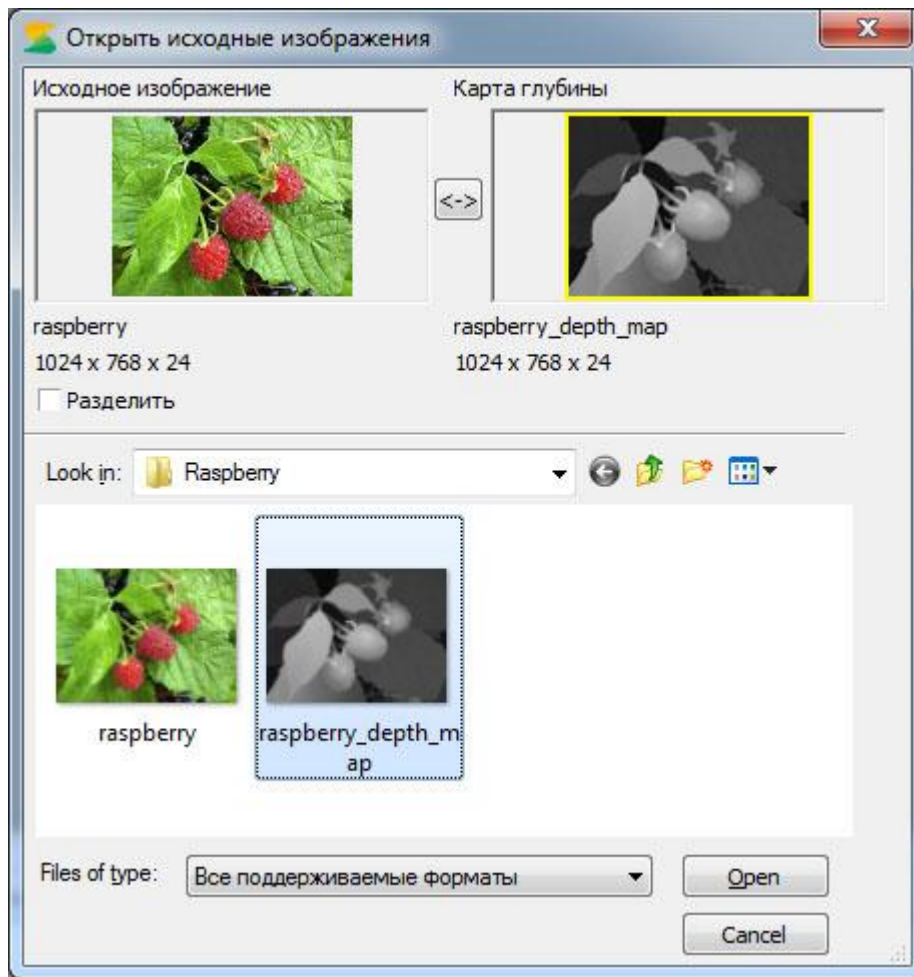 Открыть исходные изображения
Исходное изображение
Карта глубины
<->
raspberry
raspberry_depth_map
1024 x 768 x 24
1024 x 768 x 24
Разделить
Look in:
Raspberry
raspberry
raspberry_depth_m
ap
Files of type:
Все поддерживаемые форматы
Open
Cancel